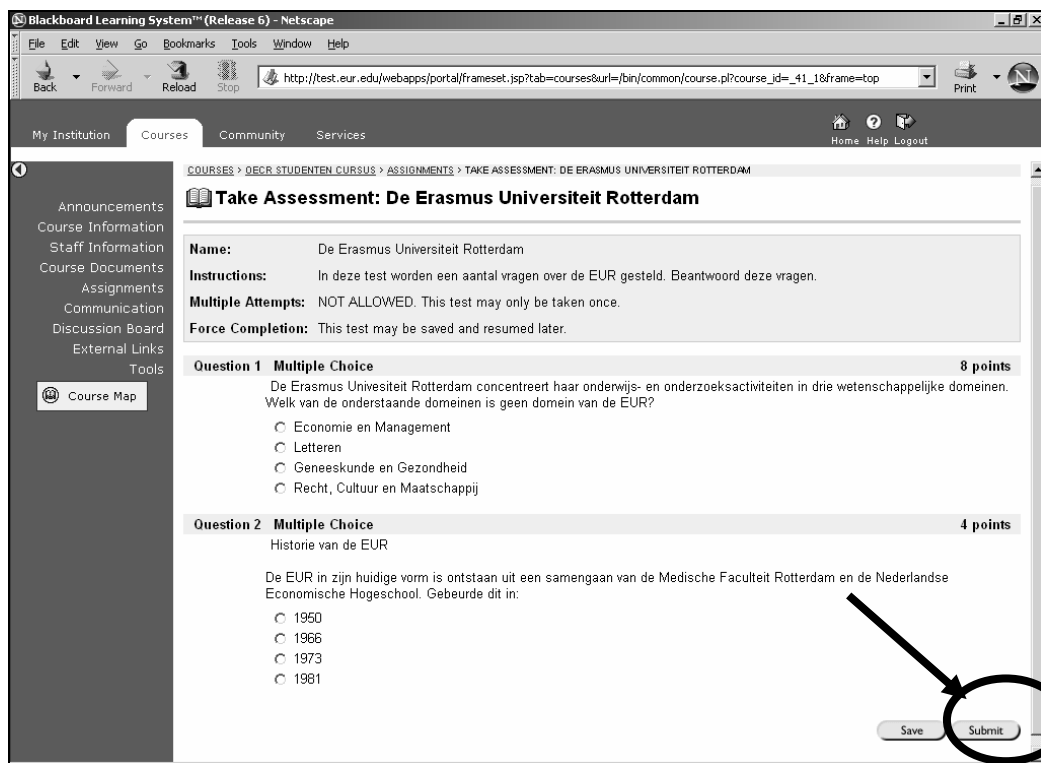 Blackboard Learning System™ (Release 6) - Netscape
File Edit View Go Bookmarks Tools Window Help
Back Forward Reload Stop http://test.eur.edu/webapps/portal/frameset.jsp?tab=courses&url=/bin/common/course.pl?course_id=_41_1&frame=top Print N
My Institution Courses Community Services Home Help Logout
COURSES > OECR STUDENTEN CURSUS > ASSIGNMENTS > TAKE ASSESSMENT: DE ERASMUS UNIVERSITEIT ROTTERDAM
Take Assessment: De Erasmus Universiteit Rotterdam
Announcements
Course Information
Staff Information
Course Documents
Assignments
Communication
Discussion Board
External Links
Tools
Course Map
Name: De Erasmus Universiteit Rotterdam
Instructions: In deze test worden een aantal vragen over de EUR gesteld. Beantwoord deze vragen.
Multiple Attempts: NOT ALLOWED. This test may only be taken once.
Force Completion: This test may be saved and resumed later.
Question 1 Multiple Choice 8 points
De Erasmus Univesiteit Rotterdam concentreert haar onderwijs- en onderzoeksactiviteiten in drie wetenschappelijke domeinen.
Welk van de onderstaande domeinen is geen domein van de EUR?
Economie en Management
Letteren
Geneeskunde en Gezondheid
Recht, Cultuur en Maatschappij
Question 2 Multiple Choice 4 points
Historie van de EUR
De EUR in zijn huidige vorm is ontstaan uit een samengaan van de Medische Faculteit Rotterdam en de Nederlandse
Economische Hogeschool. Gebeurde dit in:
1950
1966
1973
1981
Save Submit